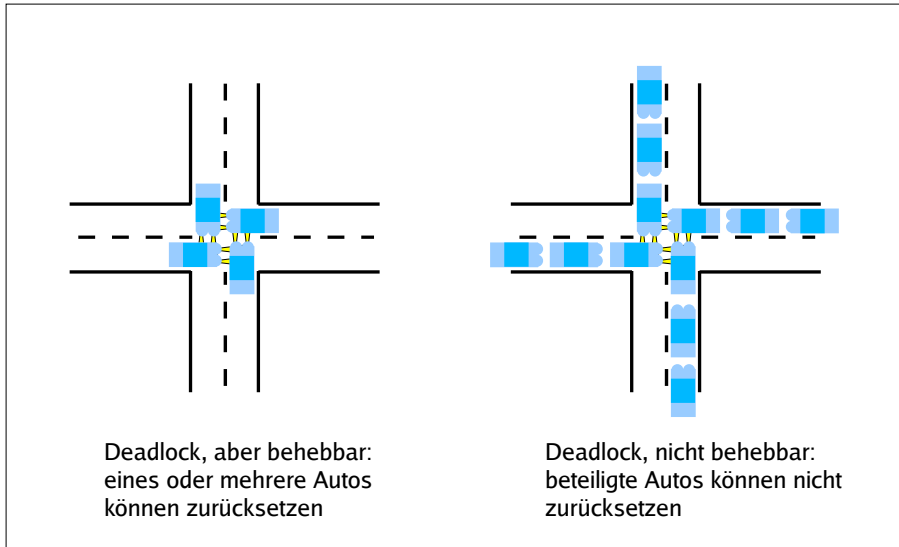 Deadlock, aber behebbar:
eines oder mehrere Autos
können zurücksetzen
Deadlock, nicht behebbar:
beteiligte Autos können nicht
zurücksetzen